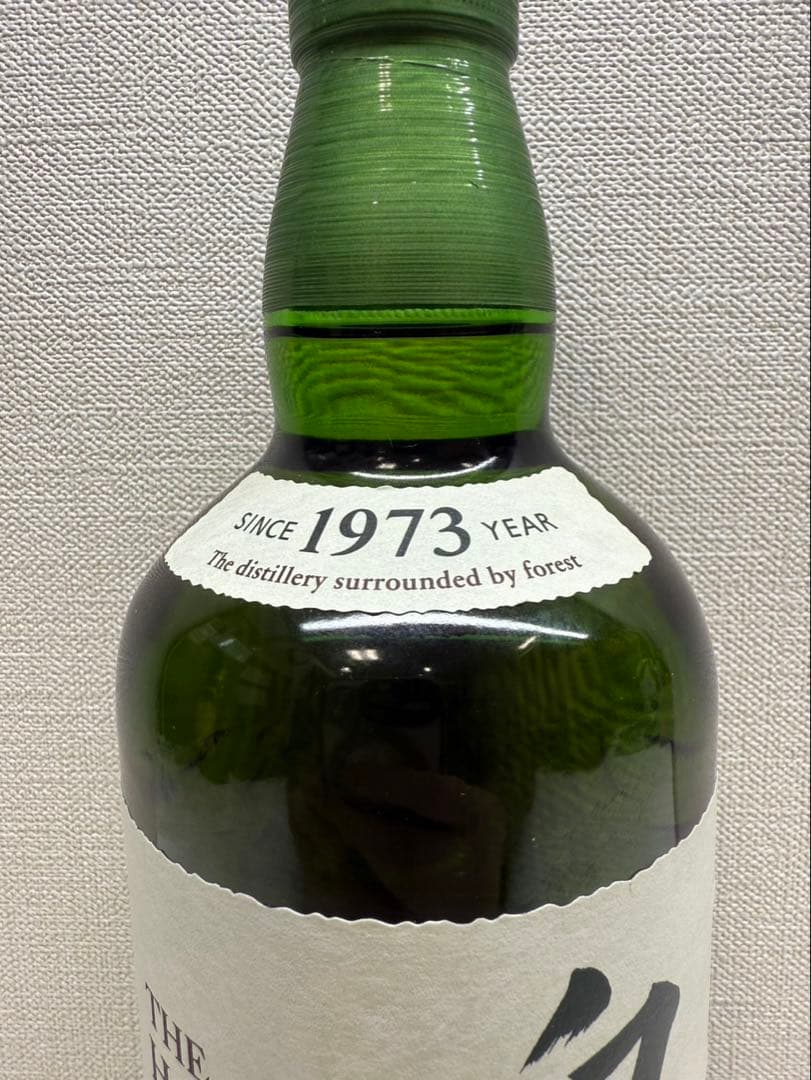 SINCE 1973 YEAR
The distillery surrounded by forest
THE